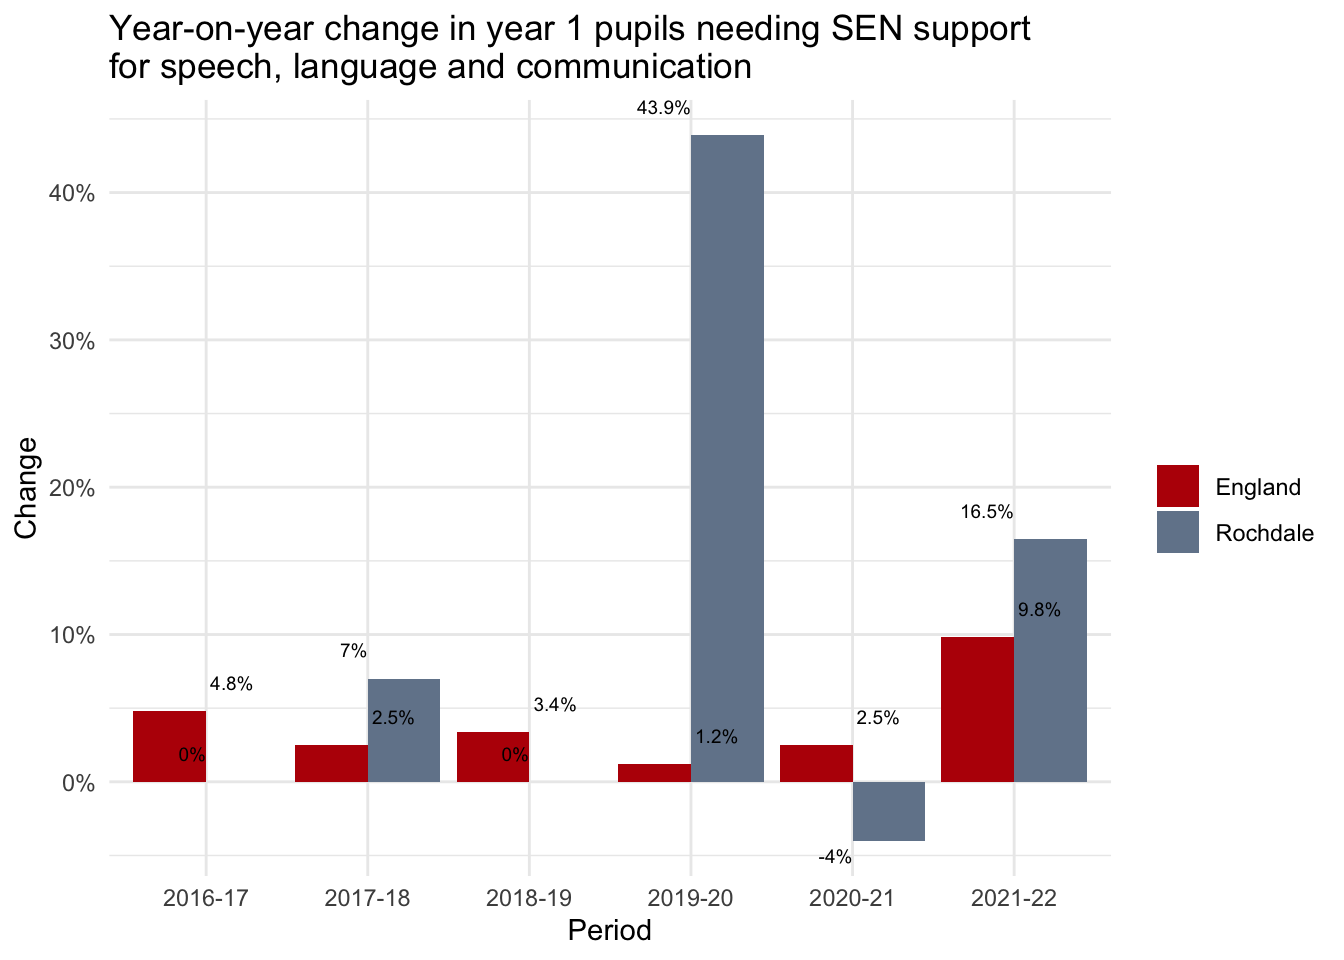 Year-on-year change in year 1 pupils needing SEN support
for speech, language and communication
43.9%
40%
30%
Change
20%
16.5%
England
Rochdale
9.8%
10%
7%
4.8%
3.4%
2.5%
2.5%
1.2%
0%
0%
0%
-4%
2016-17 2017-18 2018-19 2019-20 2020-21 2021-22
Period